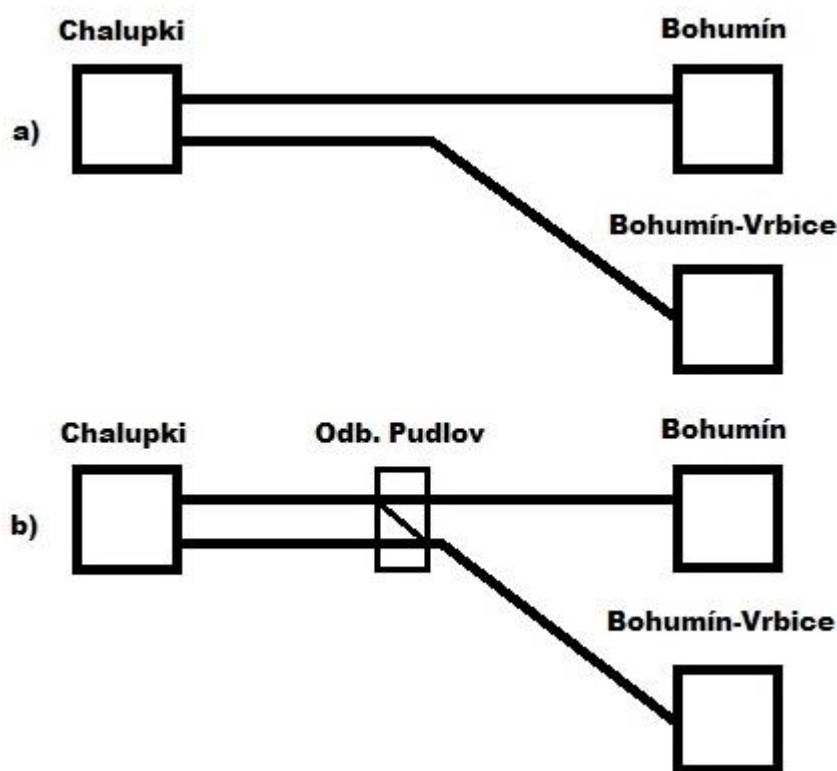 Chalupki
Bohumín
a)
Bohumín-Vrbice
Chalupki
Odb. Pudlov
Bohumín
b)
Bohumín-Vrbice